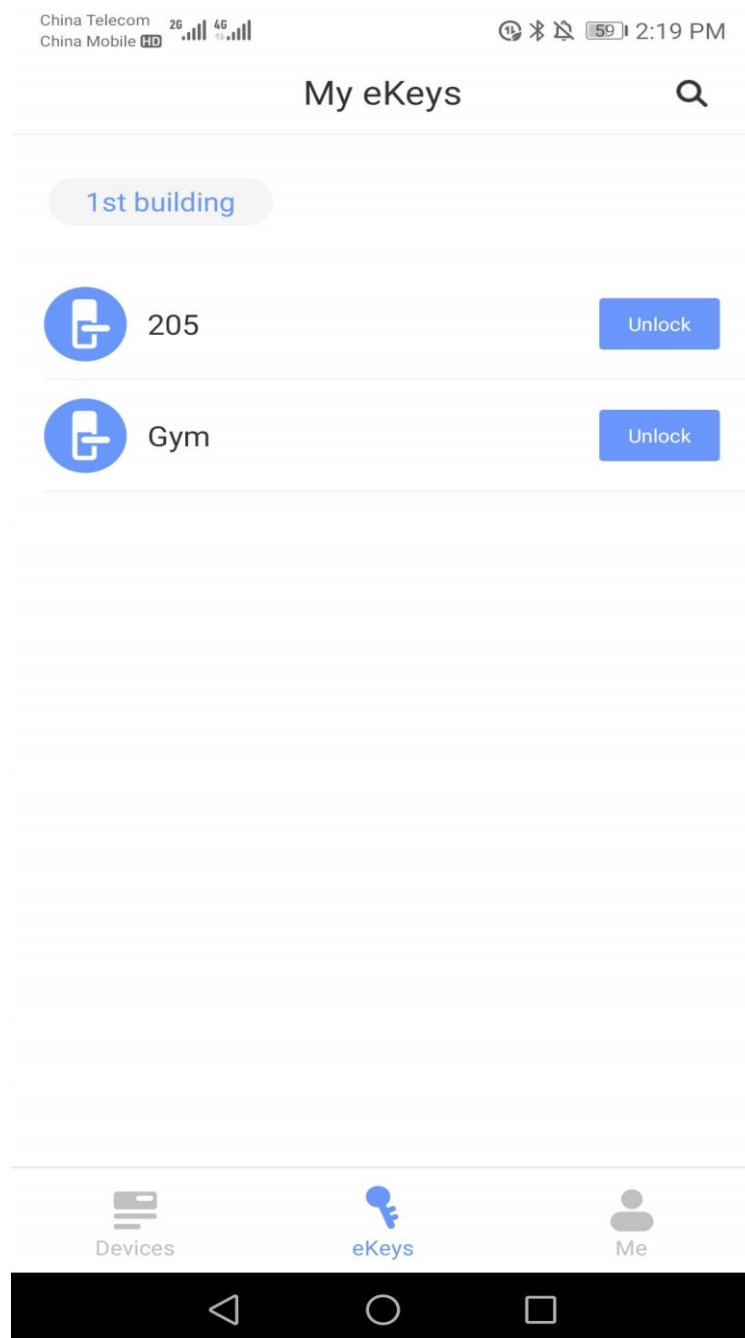 China Telecom 2G 4G
China Mobile HD
59 2:19 PM
My eKeys
1st building
205 Unlock
Gym Unlock
Devices eKeys Me